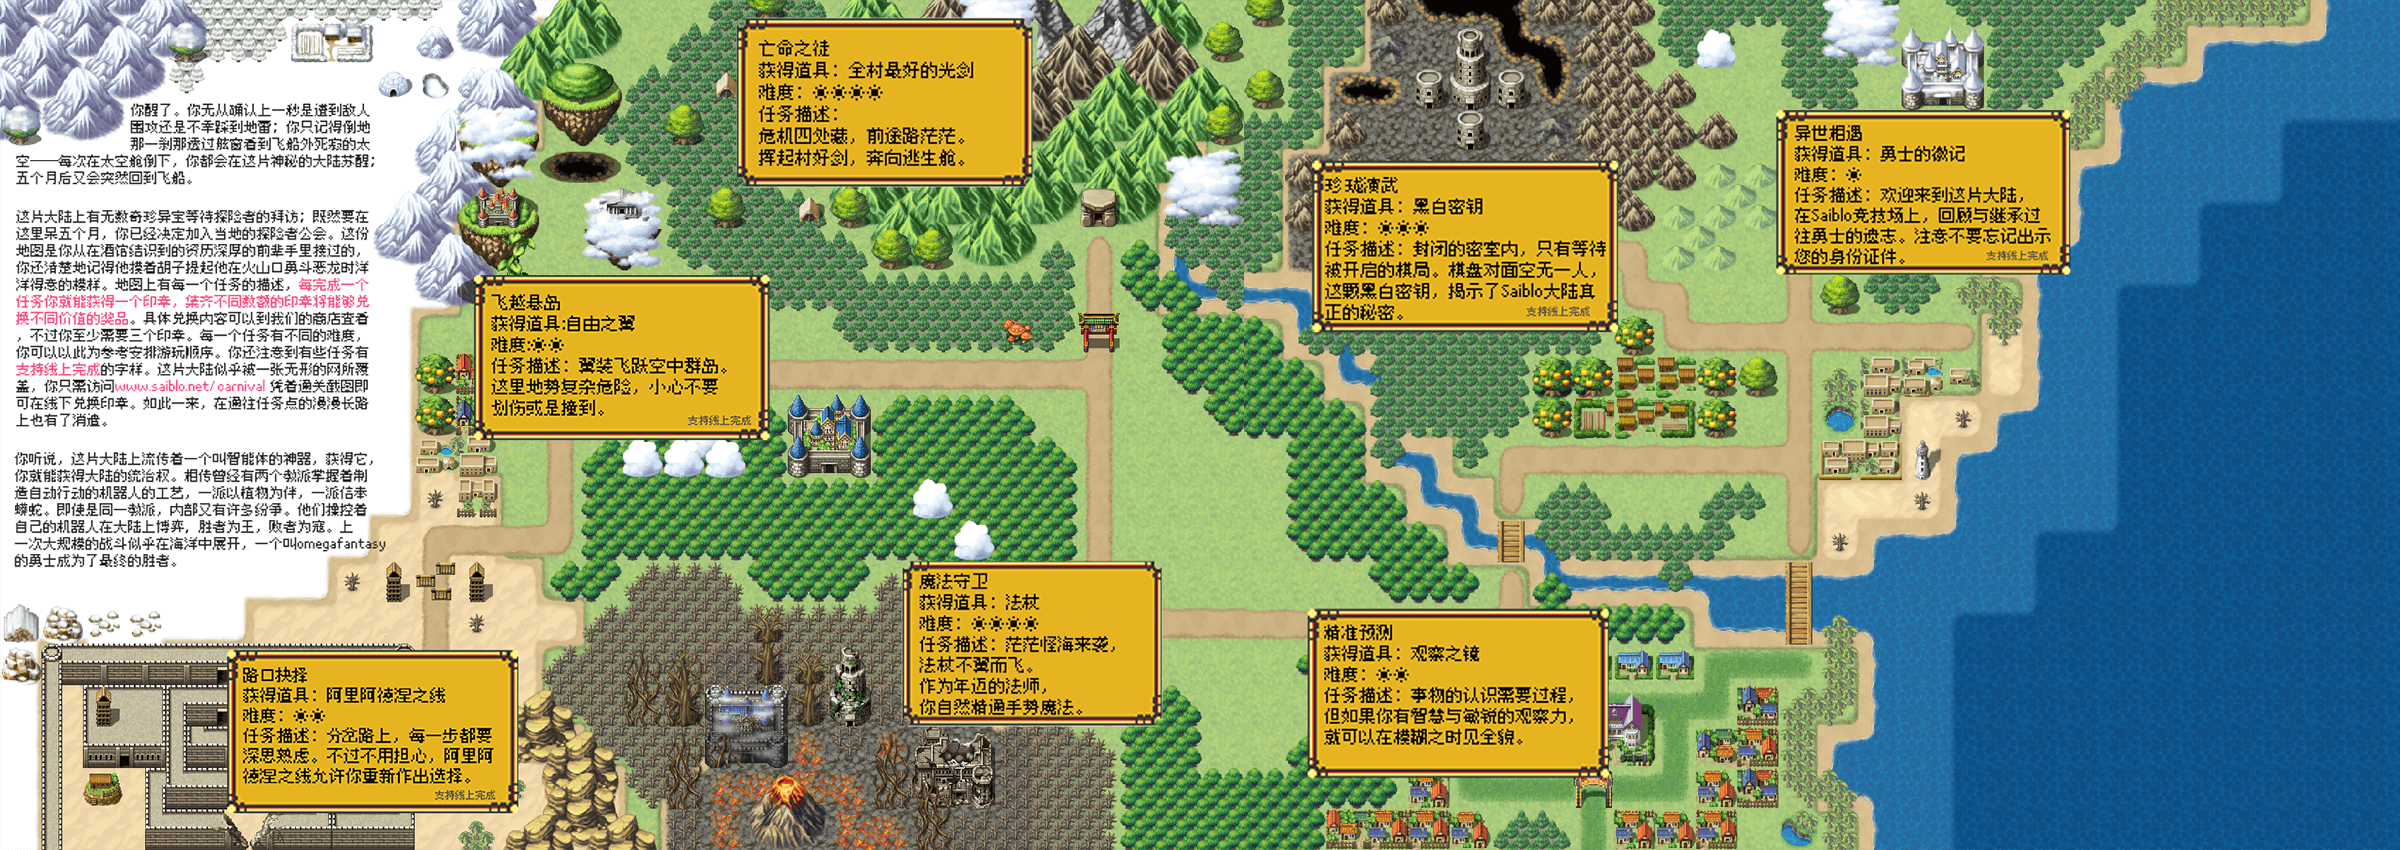 你醒了。你无从确认上一秒是遭到敌人
围攻还是不幸踩到地雷；你只记得倒地
那一刹那透过舷窗看到飞船外死寂的太
空——每次在太空舱倒下，你都会在这片神秘的大陆苏醒；
五个月后又会突然回到飞船。
这片大陆上有无数奇珍异宝等待探险者的拜访；既然要在
这里呆五个月，你已经决定加入当地的探险者公会。这份
地图是你从在酒馆结识到的资历深厚的前辈手里接过的，
你还清楚地记得他摸着胡子提起他在火山口勇斗恶龙时洋
洋得意的模样。地图上有每一个任务的描述，每完成一个
任务你就能获得一个印章，集齐不同数额的印章将能够兑
换不同价值的奖品。具体兑换内容可以到我们的商店查看
，不过你至少需要三个印章。每一个任务有不同的难度，
你可以以此为参考安排游玩顺序。你还注意到有些任务有
支持线上完成的字样。这片大陆似乎被一张无形的网所覆
盖，你只需访问www.saiblo.net/carnival 凭着通关截图即
可在线下兑换印章。如此一来，在通往任务点的漫漫长路
上也有了消遣。
你听说，这片大陆上流传着一个叫智能体的神器，获得它，
你就能获得大陆的统治权。相传曾经有两个教派掌握着制
造自动行动的机器人的工艺，一派以植物为伴，一派信奉
蟒蛇。即使是同一教派，内部又有许多纷争。他们操控着
自己的机器人在大陆上博弈，胜者为王，败者为寇。上
一次大规模的战斗似乎在海洋中展开，一个叫omegafantasy
的勇士成为了最终的胜者。
亡命之徒
获得道具：全村最好的光剑
难度：☀☀☀☀
任务描述：
危机四处藏，前途路茫茫。
挥起村好剑，奔向逃生舱。
异世相遇
获得道具：勇士的徽记
难度：☀
任务描述：欢迎来到这片大陆，
在Saiblo竞技场上，回顾与继承过
往勇士的遗志。注意不要忘记出示
您的身份证件。
支持线上完成
珍珑演武
获得道具：黑白密钥
难度：☀☀☀
任务描述：封闭的密室内，只有等待
被开启的棋局。棋盘对面空无一人，
这颗黑白密钥，揭示了Saiblo大陆真
正的秘密。
支持线上完成
飞越悬岛
获得道具:自由之翼
难度:☀☀
任务描述：翼装飞跃空中群岛。
这里地势复杂危险，小心不要
划伤或是撞到。
支持线上完成
魔法守卫
获得道具：法杖
难度：☀☀☀☀
任务描述：茫茫怪海来袭，
法杖不翼而飞。
作为年迈的法师，
你自然精通手势魔法。
精准预测
获得道具：观察之镜
难度：☀☀
任务描述：事物的认识需要过程，
但如果你有智慧与敏锐的观察力，
就可以在模糊之时见全貌。
路口抉择
获得道具：阿里阿德涅之线
难度：☀☀
任务描述：分岔路上，每一步都要
深思熟虑。不过不用担心，阿里阿
德涅之线允许你重新作出选择。
支持线上完成